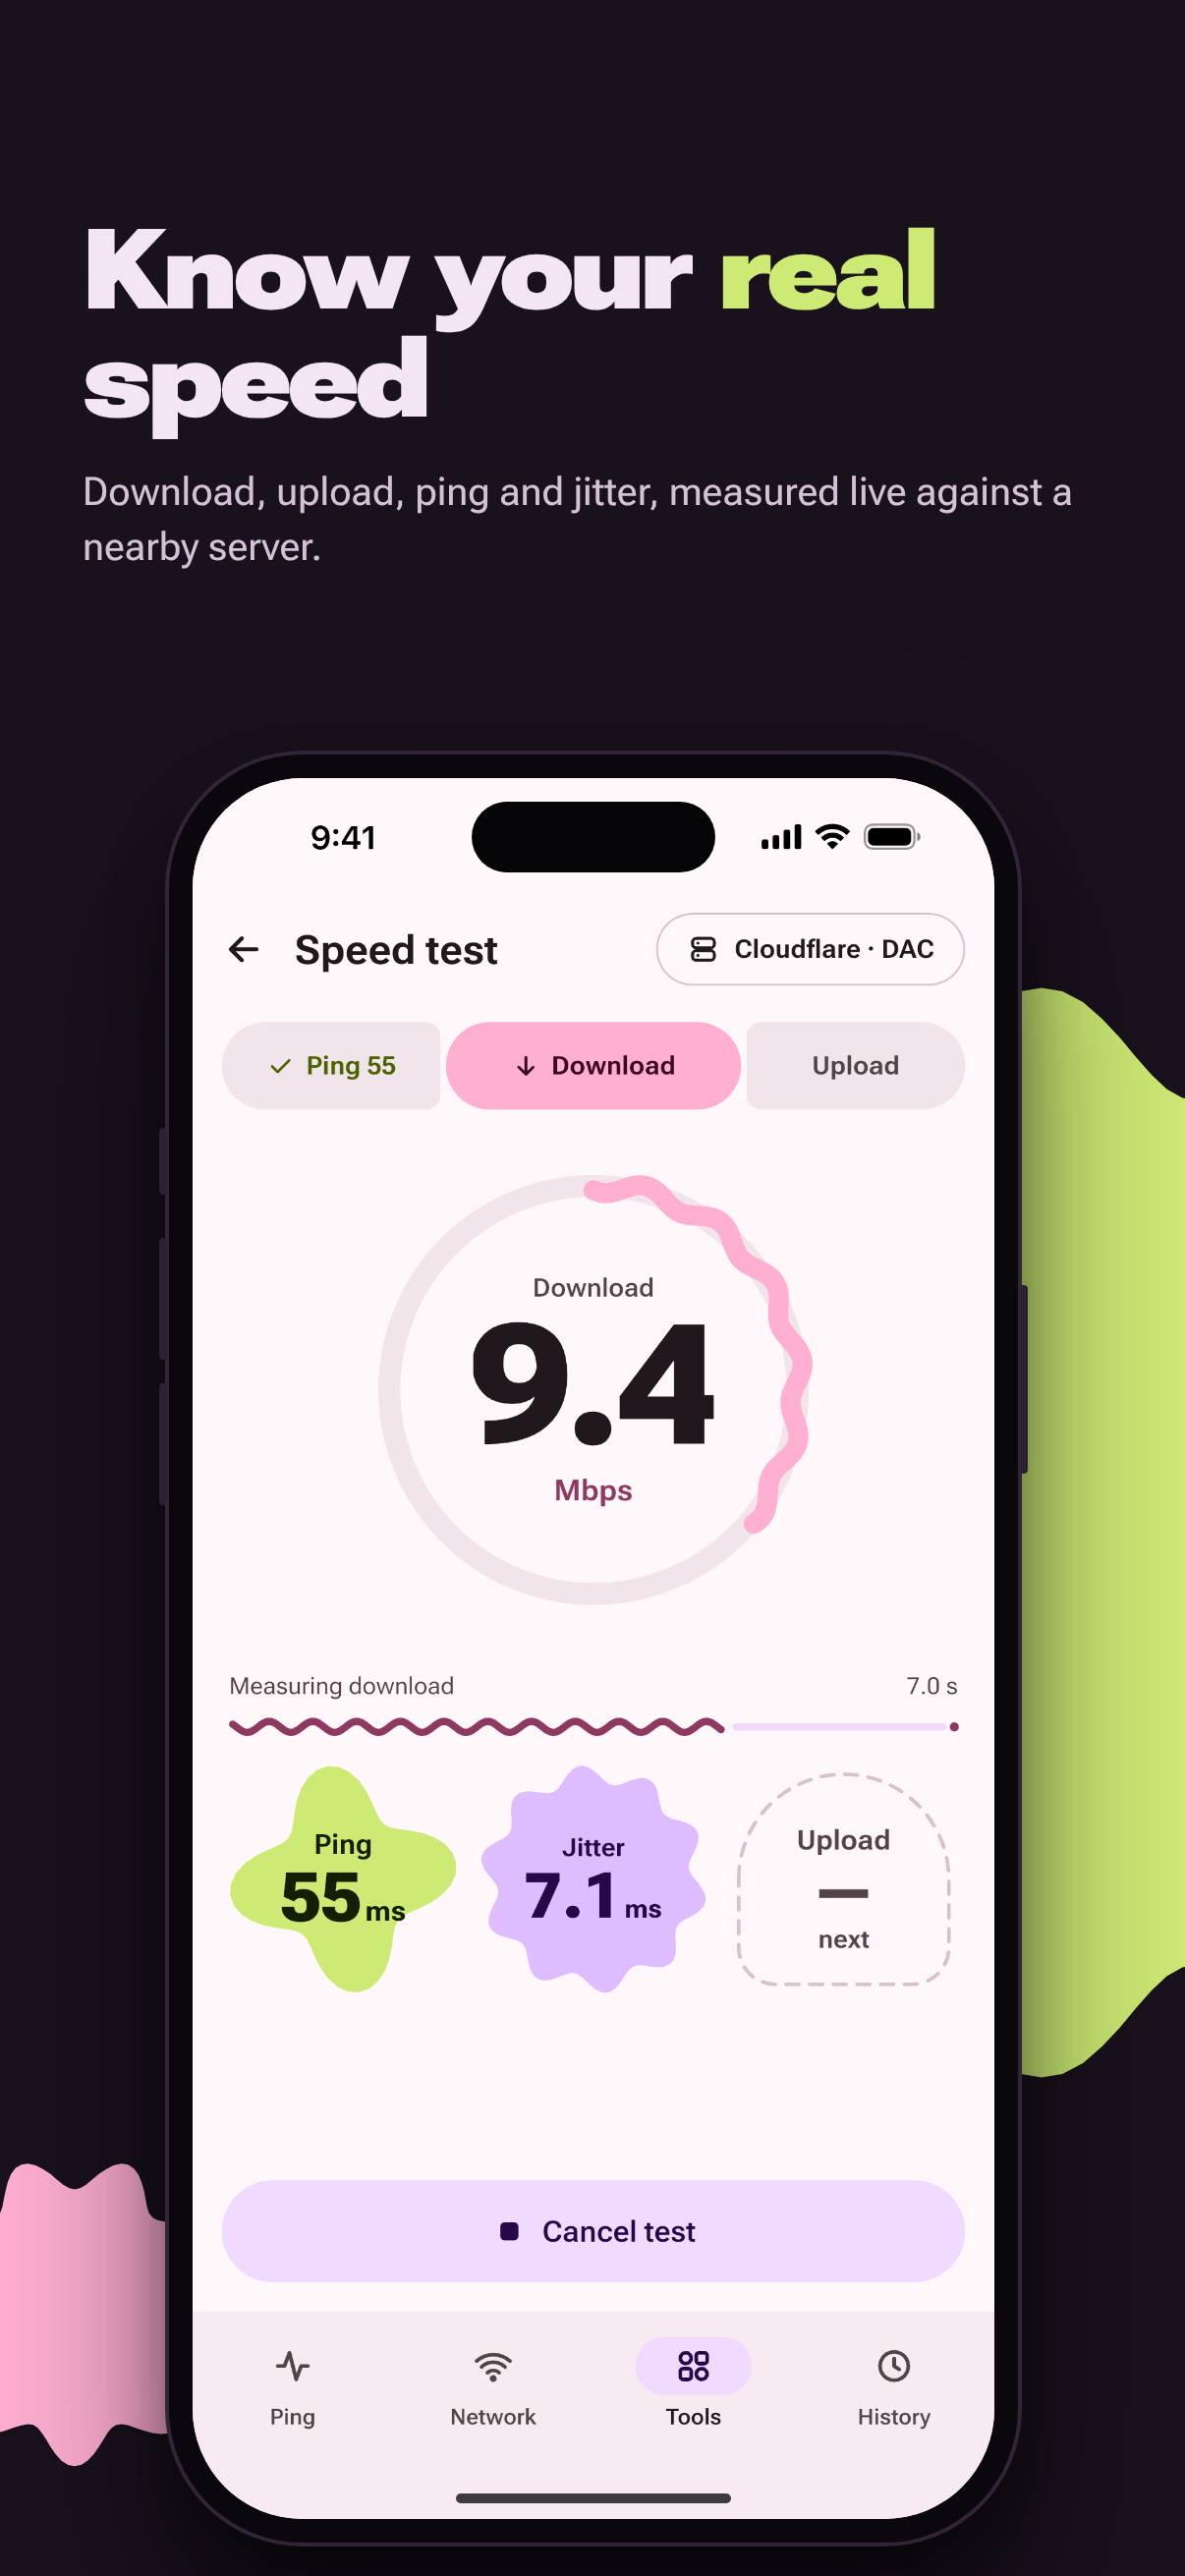 Know your real
speed
Download, upload, ping and jitter, measured live against a
nearby server.
9:41
Speed test
Cloudflare · DAC
Ping 55
Download
Upload
Download
9.4
Mbps
Measuring download
7.0 s
Ping
55 ms
Jitter
7.1 ms
Upload
—
next
Cancel test
Ping
Network
Tools
History